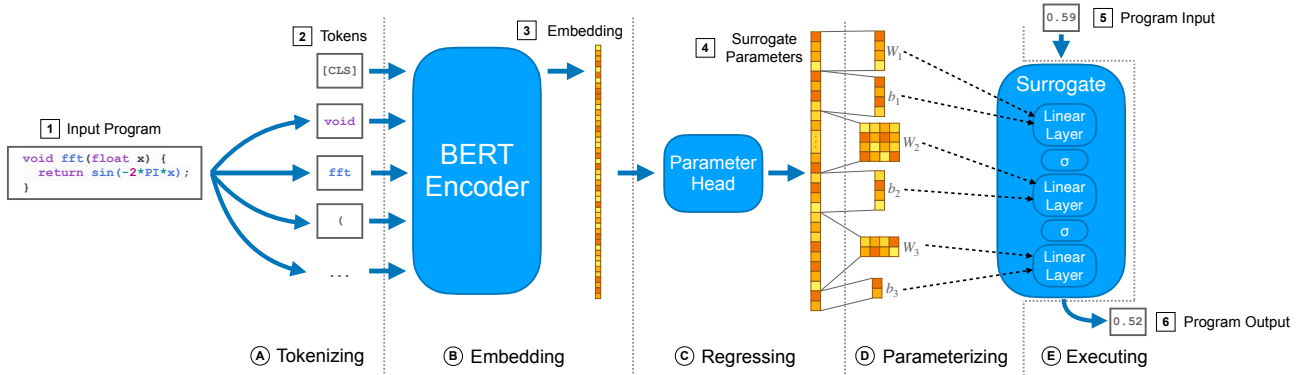 1 Input Program
void fft(float x) {
return sin(-2*PI*x);
}
2 Tokens
[CLS]
void
fft
(
...
BERT
Encoder
3 Embedding
Parameter
Head
4 Surrogate
Parameters
W1
b1
W2
b2
W3
b3
0.59
5 Program Input
Surrogate
Linear
Layer
σ
Linear
Layer
σ
Linear
Layer
0.52
6 Program Output
A Tokenizing
B Embedding
C Regressing
D Parameterizing
E Executing